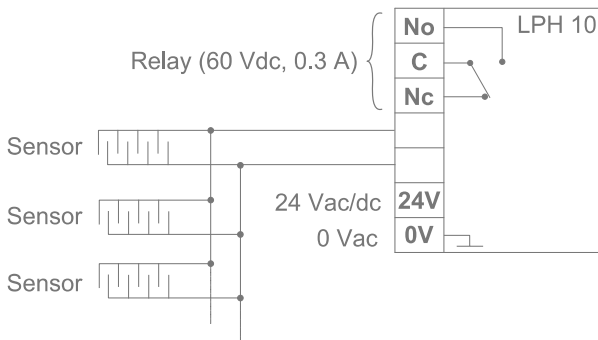 No
LPH 10
Relay (60 Vdc, 0.3 A)
C
Nc
Sensor
Sensor
24 Vac/dc
24V
0 Vac
0V
Sensor